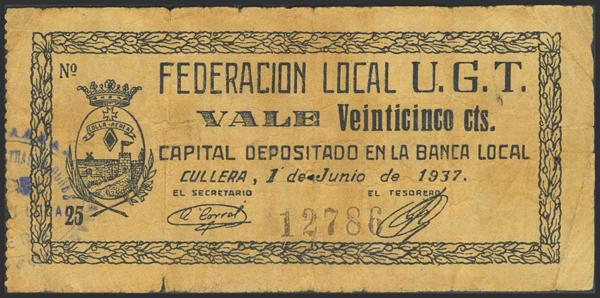 Nº
FEDERACION LOCAL U.G.T.
VALE Veinticinco cts.
CAPITAL DEPOSITADO EN LA BANCA LOCAL
CULLERA, 1 de Junio de 1937.
EL SECRETARIO EL TESORERO
25
12786